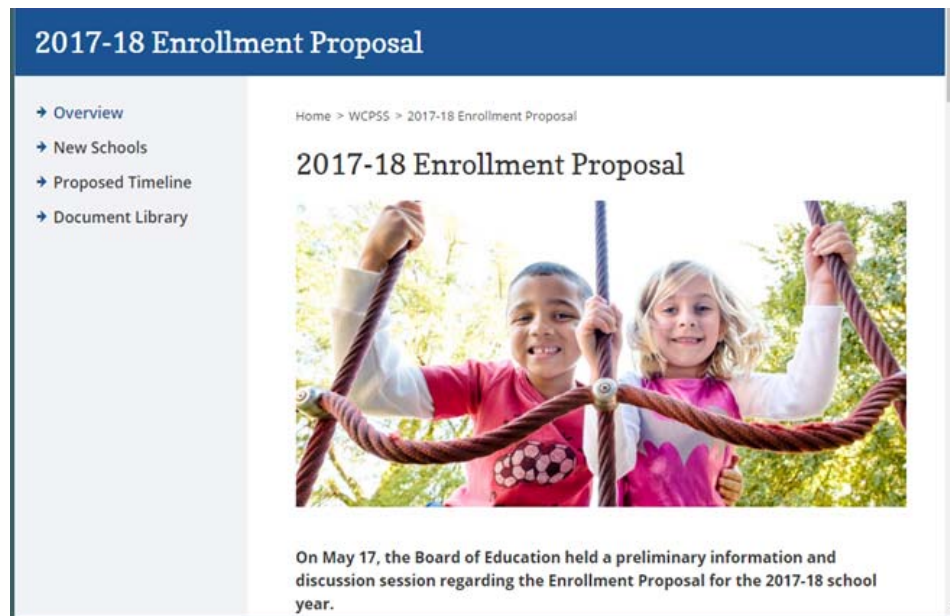 2017-18 Enrollment Proposal
→ Overview
→ New Schools
→ Proposed Timeline
→ Document Library
Home > WCPSS > 2017-18 Enrollment Proposal
2017-18 Enrollment Proposal
On May 17, the Board of Education held a preliminary information and
discussion session regarding the Enrollment Proposal for the 2017-18 school
year.